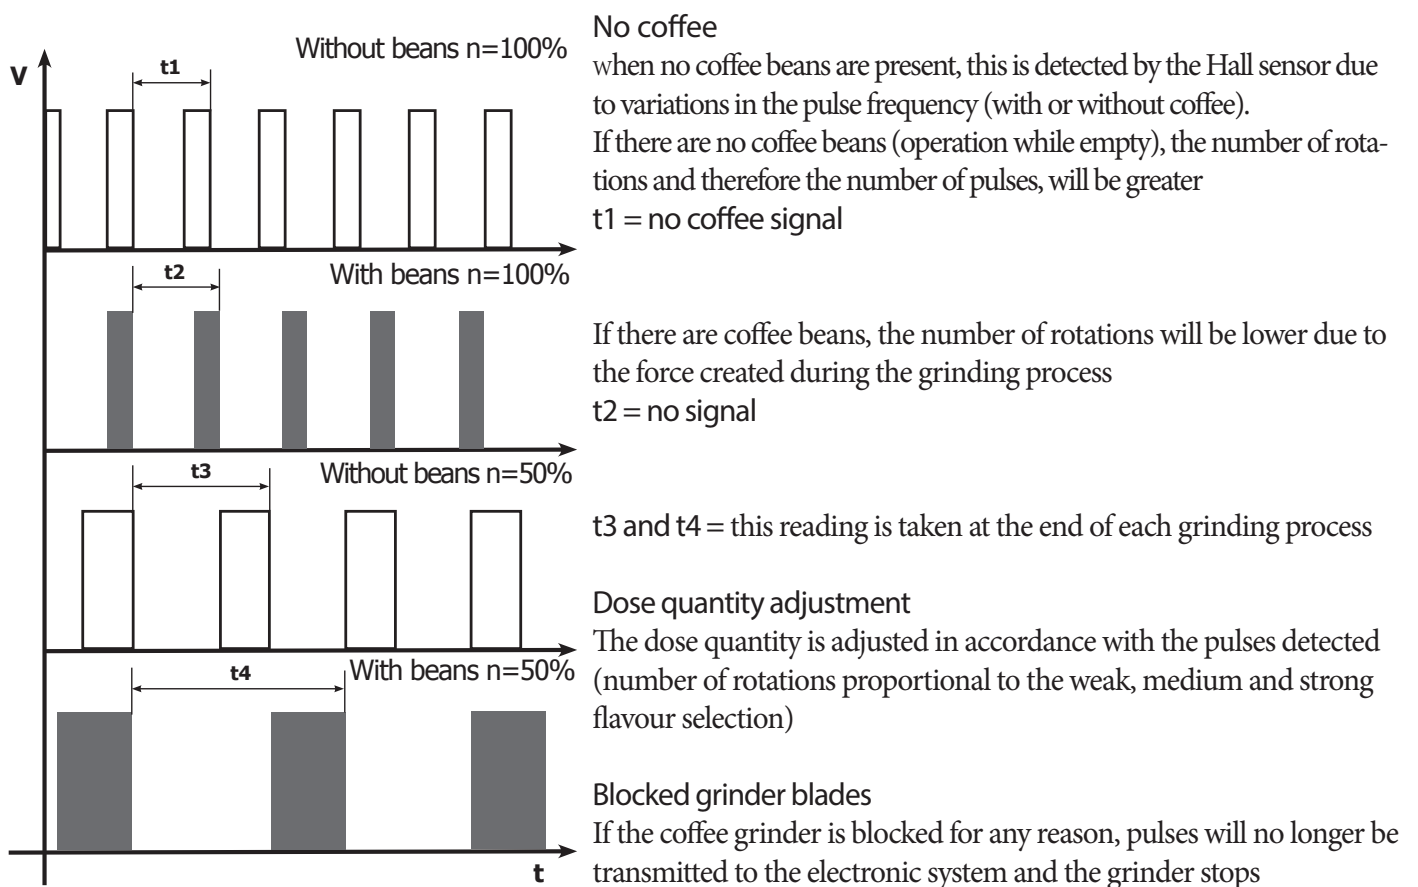 Without beans n=100%
V
t1
With beans n=100%
t2
Without beans n=50%
t3
With beans n=50%
t4
t
No coffee
when no coffee beans are present, this is detected by the Hall sensor due
to variations in the pulse frequency (with or without coffee).
If there are no coffee beans (operation while empty), the number of rota-
tions and therefore the number of pulses, will be greater
t1 = no coffee signal
If there are coffee beans, the number of rotations will be lower due to
the force created during the grinding process
t2 = no signal
t3 and t4 = this reading is taken at the end of each grinding process
Dose quantity adjustment
The dose quantity is adjusted in accordance with the pulses detected
(number of rotations proportional to the weak, medium and strong
flavour selection)
Blocked grinder blades
If the coffee grinder is blocked for any reason, pulses will no longer be
transmitted to the electronic system and the grinder stops